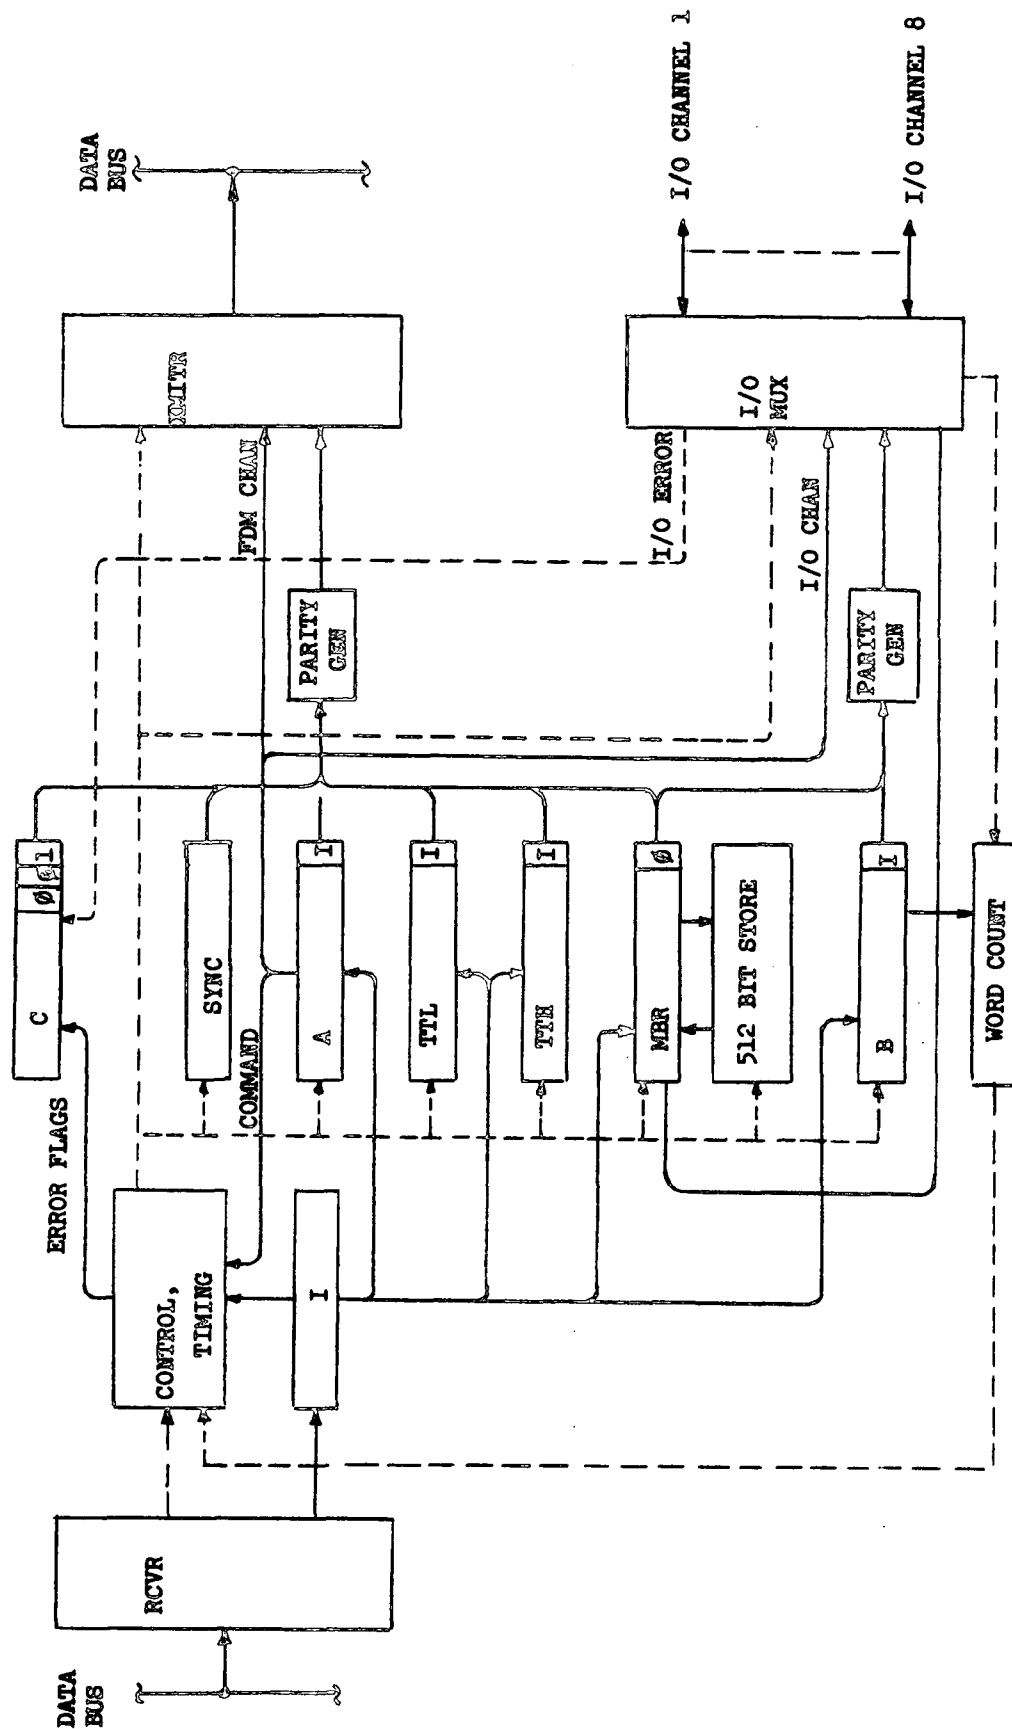 DATA
BUS
RCVR
CONTROL,
TIMING
I
ERROR FLAGS
COMMAND
C
Ø
Ø
1
SYNC
A
I
TTL
I
TTH
I
MBR
Ø
512 BIT STORE
B
I
WORD COUNT
PARITY
GEN
PARITY
GEN
FDM CHAN
I/O ERROR
I/O CHAN
XMITR
I/O
MUX
DATA
BUS
I/O CHANNEL 1
I/O CHANNEL 8